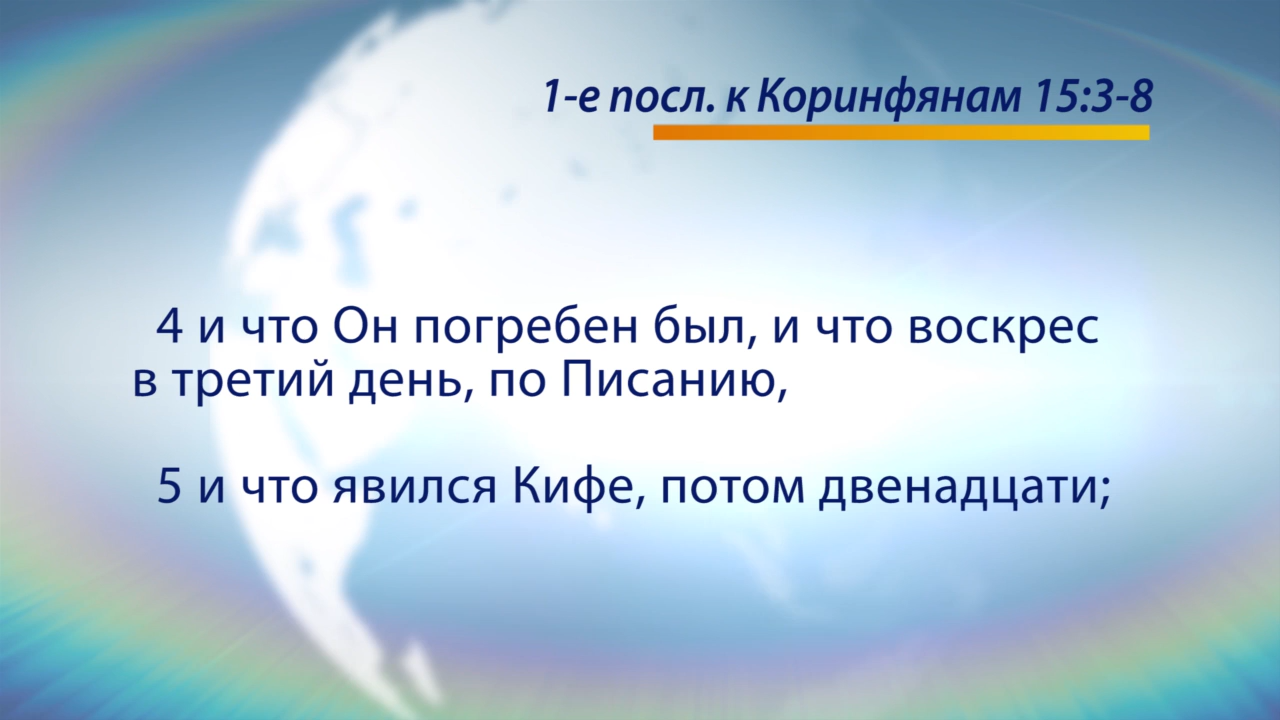 1-е посл. к Коринфянам 15:3-8
4 и что Он погребен был, и что воскрес
в третий день, по Писанию,
5 и что явился Кифе, потом двенадцати;